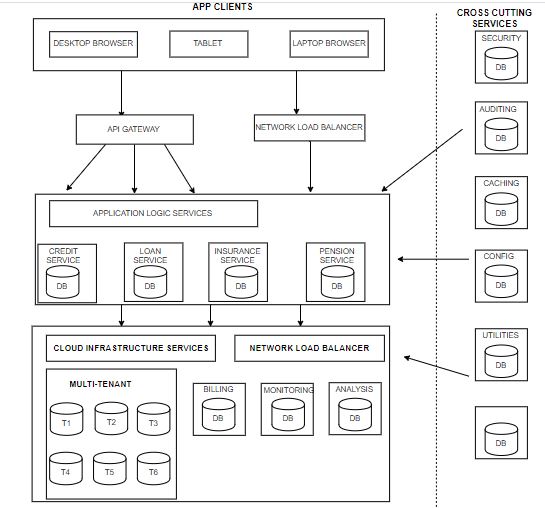 APP CLIENTS
DESKTOP BROWSER
TABLET
LAPTOP BROWSER
API GATEWAY
NETWORK LOAD BALANCER
APPLICATION LOGIC SERVICES
CREDIT
SERVICE
DB
LOAN
SERVICE
DB
INSURANCE
SERVICE
DB
PENSION
SERVICE
DB
CLOUD INFRASTRUCTURE SERVICES
NETWORK LOAD BALANCER
MULTI-TENANT
T1
T2
T3
T4
T5
T6
BILLING
DB
MONITORING
DB
ANALYSIS
DB
CROSS CUTTING
SERVICES
SECURITY
DB
AUDITING
DB
CACHING
DB
CONFIG
DB
UTILITIES
DB
DB